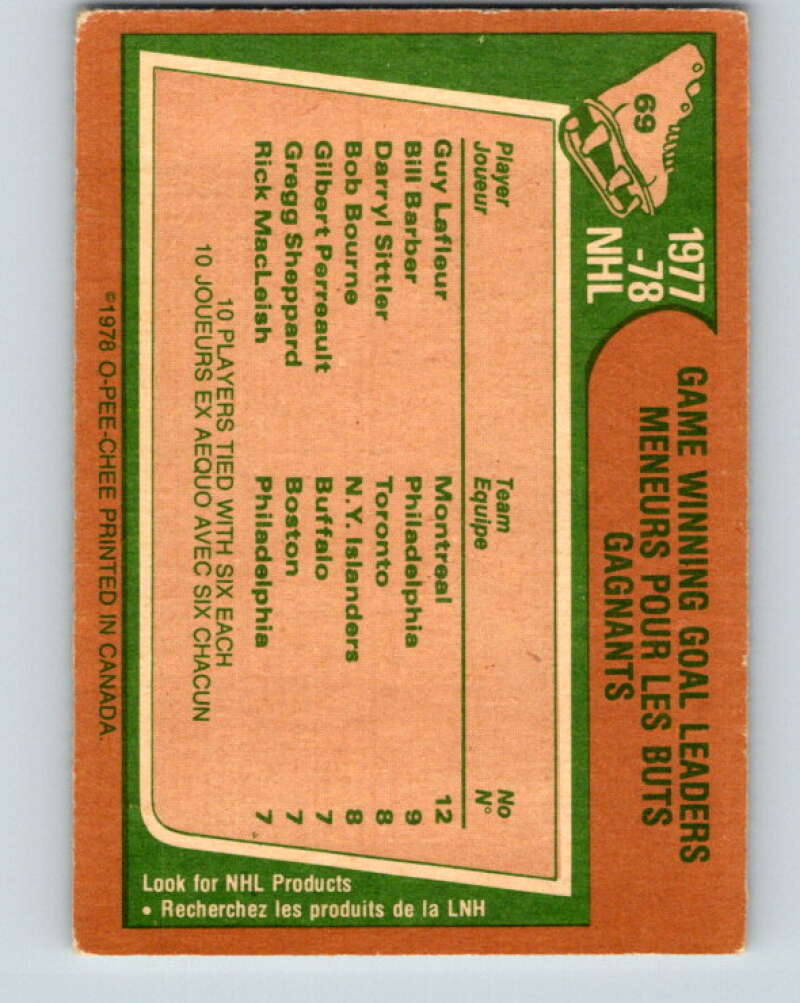 69
1977
-78
NHL
GAME WINNING GOAL LEADERS
MENEURS POUR LES BUTS
GAGNANTS
Player Team No
Joueur Equipe N°
Guy Lafleur Montreal 12
Bill Barber Philadelphia 9
Darryl Sittler Toronto 8
Bob Bourne N.Y. Islanders 8
Gilbert Perreault Buffalo 7
Gregg Sheppard Boston 7
Rick MacLeish Philadelphia 7
10 PLAYERS TIED WITH SIX EACH
10 JOUEURS EX AEQUO AVEC SIX CHACUN
Look for NHL Products
• Recherchez les produits de la LNH
©1978 O-PEE-CHEE PRINTED IN CANADA.